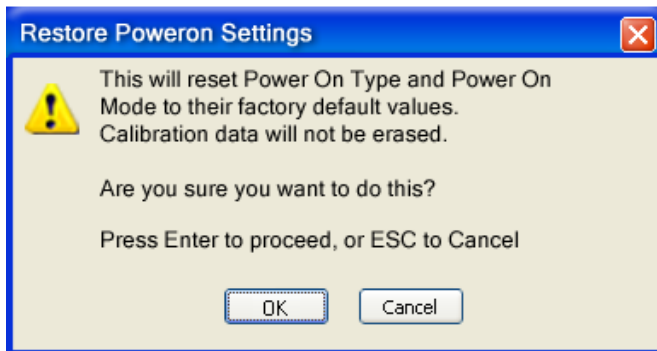 Restore Poweron Settings
This will reset Power On Type and Power On
Mode to their factory default values.
Calibration data will not be erased.
Are you sure you want to do this?
Press Enter to proceed, or ESC to Cancel
OK Cancel